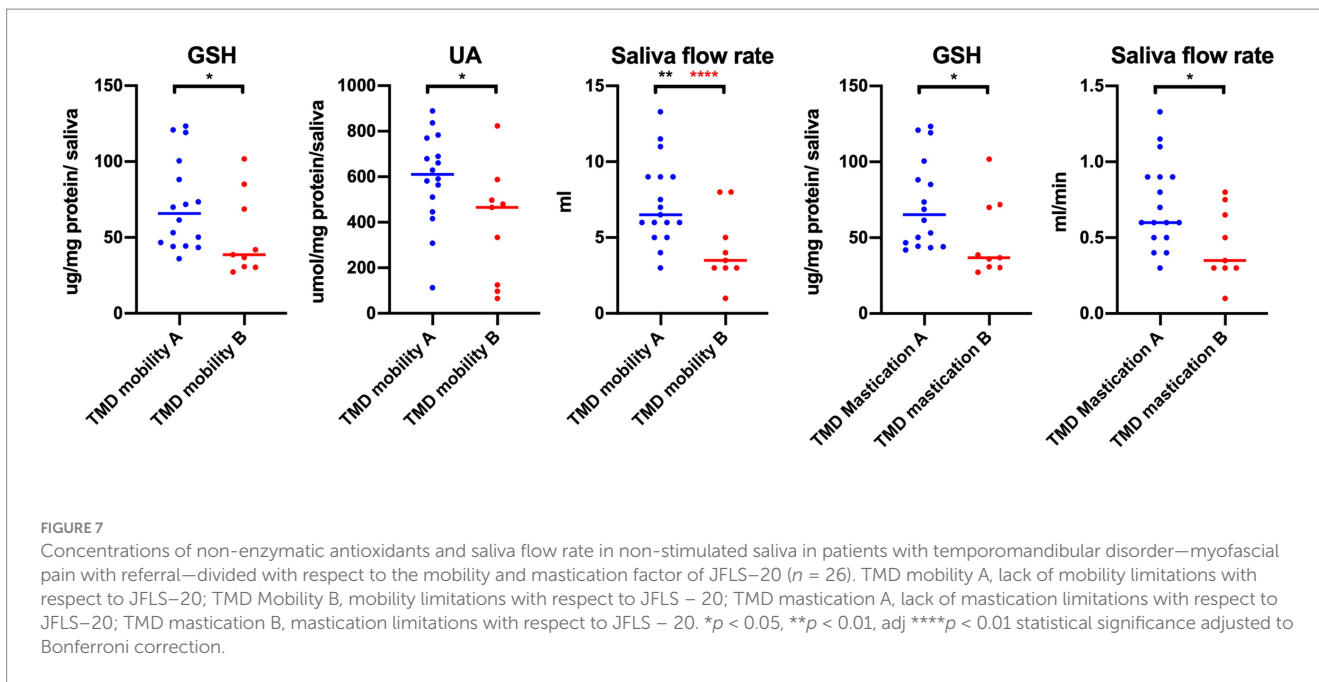 GSH
*
150
100
50
0
ug/mg protein/ saliva
TMD mobility A
TMD mobility B
UA
*
1000
800
600
400
200
0
umol/mg protein/saliva
TMD mobility A
TMD mobility B
Saliva flow rate
** ****
15
10
5
0
ml
TMD mobility A
TMD mobility B
GSH
*
150
100
50
0
ug/mg protein/ saliva
TMD Mastication A
TMD mastication B
Saliva flow rate
*
1.5
1.0
0.5
0.0
ml/min
TMD Mastication A
TMD mastication B
FIGURE 7
Concentrations of non-enzymatic antioxidants and saliva flow rate in non-stimulated saliva in patients with temporomandibular disorder—myofascial
pain with referral—divided with respect to the mobility and mastication factor of JFLS–20 (n = 26). TMD mobility A, lack of mobility limitations with
respect to JFLS–20; TMD Mobility B, mobility limitations with respect to JFLS – 20; TMD mastication A, lack of mastication limitations with respect to
JFLS–20; TMD mastication B, mastication limitations with respect to JFLS – 20. *p < 0.05, **p < 0.01, adj ****p < 0.01 statistical significance adjusted to
Bonferroni correction.